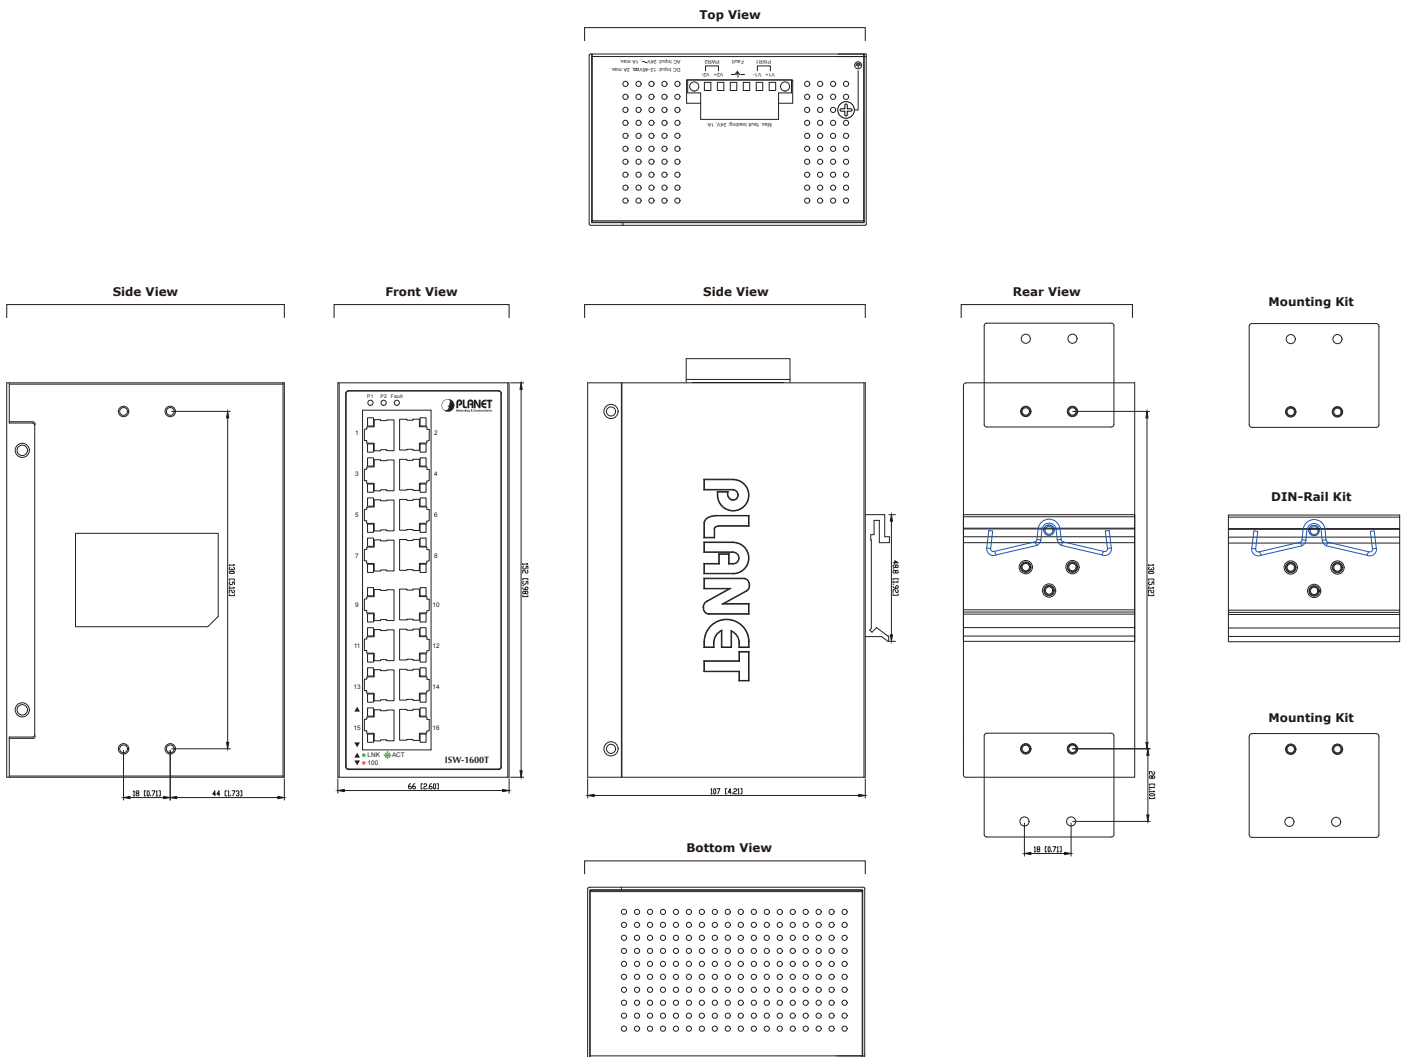 Top View
AC Input: 24V～, 1A max.
DC Input: 12-48V⎓, 2A max.
PWR2 Fault PWR1
V2- V2+ V1- V1+
Max. fault loading: 24V, 1A
Side View
Front View
Side View
Rear View
Mounting Kit
P1 P2 Fault
PLANET
Networking & Communication
1 2
3 4
5 6
7 8
9 10
11 12
13 14
15 16
LNK ACT
100
ISW-1600T
130 [5.12]
18 [0.71]
44 [1.73]
152 [5.98]
66 [2.60]
PLANET
48.8 [1.92]
107 [4.21]
130 [5.12]
28 [1.10]
18 [0.71]
DIN-Rail Kit
Mounting Kit
Bottom View